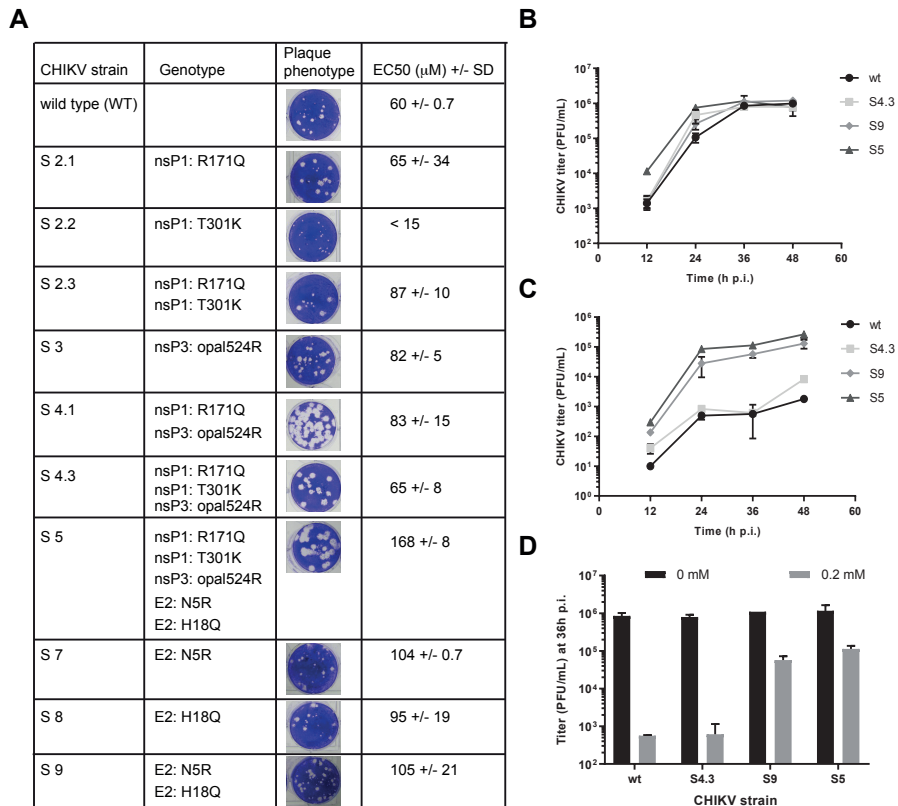 A
CHIKV strain Genotype Plaque phenotype EC50 (μM) +/- SD
wild type (WT) 60 +/- 0.7
S 2.1 nsP1: R171Q 65 +/- 34
S 2.2 nsP1: T301K < 15
S 2.3 nsP1: R171Q 87 +/- 10
nsP1: T301K
S 3 nsP3: opal524R 82 +/- 5
S 4.1 nsP1: R171Q 83 +/- 15
nsP3: opal524R
S 4.3 nsP1: R171Q 65 +/- 8
nsP1: T301K
nsP3: opal524R
S 5 nsP1: R171Q 168 +/- 8
nsP1: T301K
nsP3: opal524R
E2: N5R
E2: H18Q
S 7 E2: N5R 104 +/- 0.7
S 8 E2: H18Q 95 +/- 19
S 9 E2: N5R 105 +/- 21
E2: H18Q
B
CHIKV titer (PFU/mL)
10^7
10^6
10^5
10^4
10^3
10^2
0 12 24 36 48 60
Time (h p.i.)
wt
S4.3
S9
S5
C
CHIKV titer (PFU/mL)
10^6
10^5
10^4
10^3
10^2
10^1
10^0
0 12 24 36 48 60
Time (h p.i.)
wt
S4.3
S9
S5
D
0 mM 0.2 mM
Titer (PFU/mL) at 36h p.i.
10^7
10^6
10^5
10^4
10^3
10^2
wt S4.3 S9 S5
CHIKV strain